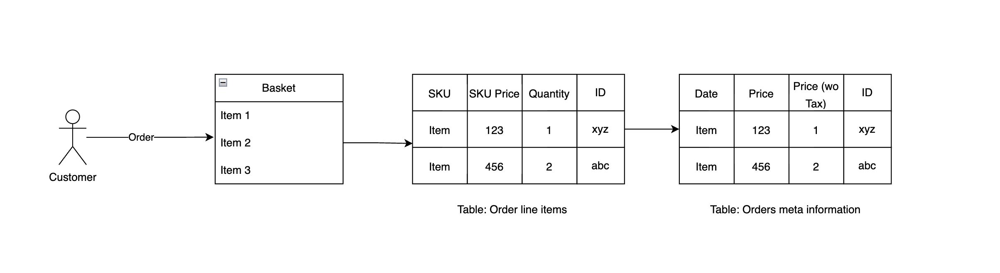 Customer
Order
Basket
Item 1
Item 2
Item 3
SKU SKU Price Quantity ID
Item 123 1 xyz
Item 456 2 abc
Table: Order line items
Date Price Price (wo
Tax) ID
Item 123 1 xyz
Item 456 2 abc
Table: Orders meta information